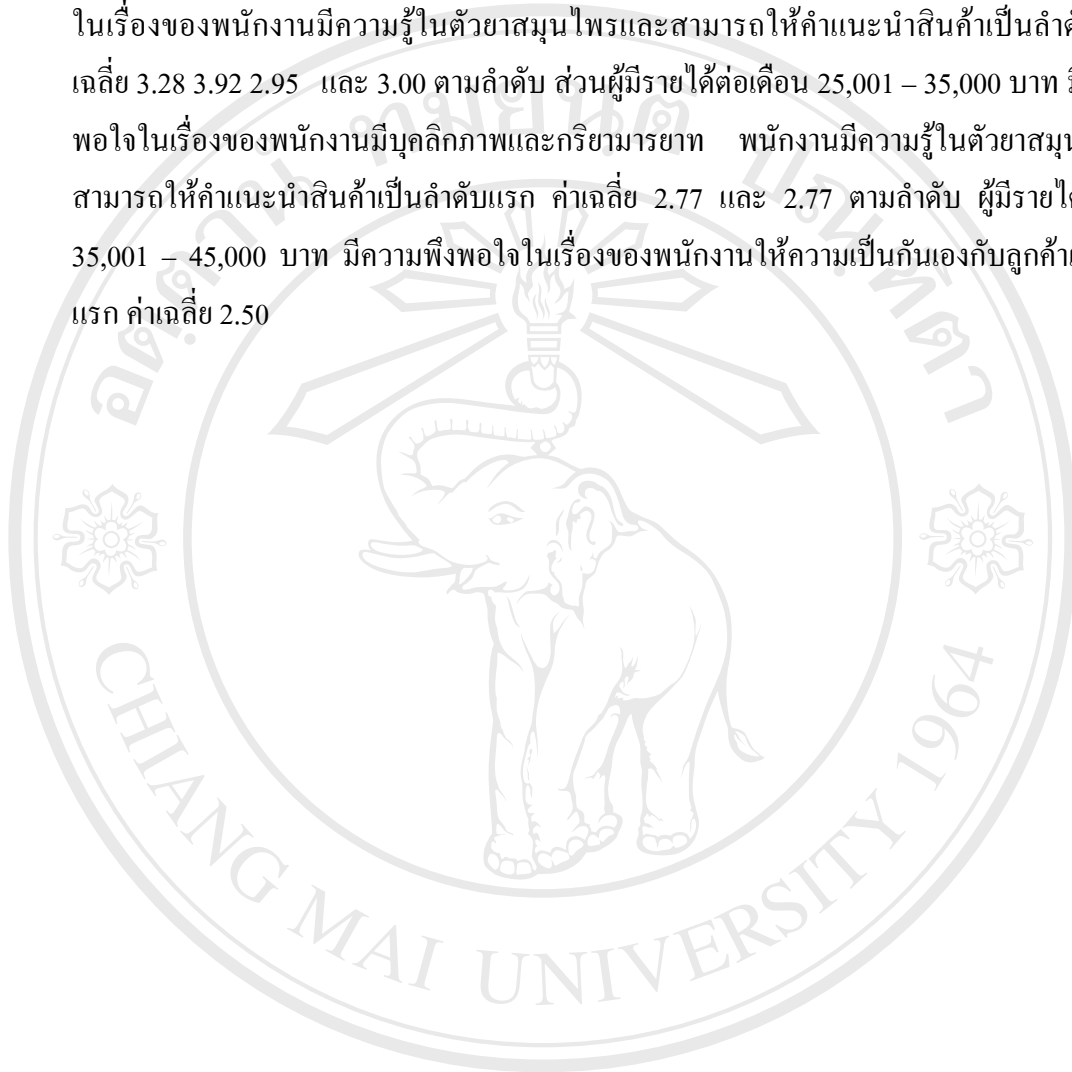 ในเรื่องของพนักงานมีความรู้ในตัวยาสมุนไพรและสามารถให้คำแนะนำสินค้าเป็นลำดั
เฉลี่ย 3.28 3.92 2.95 และ 3.00 ตามลำดับ ส่วนผู้มีรายได้ต่อเดือน 25,001 – 35,000 บาท มี
พอใจในเรื่องของพนักงานมีบุคลิกภาพและกริยามารยาท พนักงานมีความรู้ในตัวยาสมุน
สามารถให้คำแนะนำสินค้าเป็นลำดับแรก ค่าเฉลี่ย 2.77 และ 2.77 ตามลำดับ ผู้มีรายได้
35,001 – 45,000 บาท มีความพึงพอใจในเรื่องของพนักงานให้ความเป็นกันเองกับลูกค้าเ
แรก ค่าเฉลี่ย 2.50
อตฺตานํ ทมยนฺติ ปณฺฑิตา
CHIANG MAI UNIVERSITY 1964